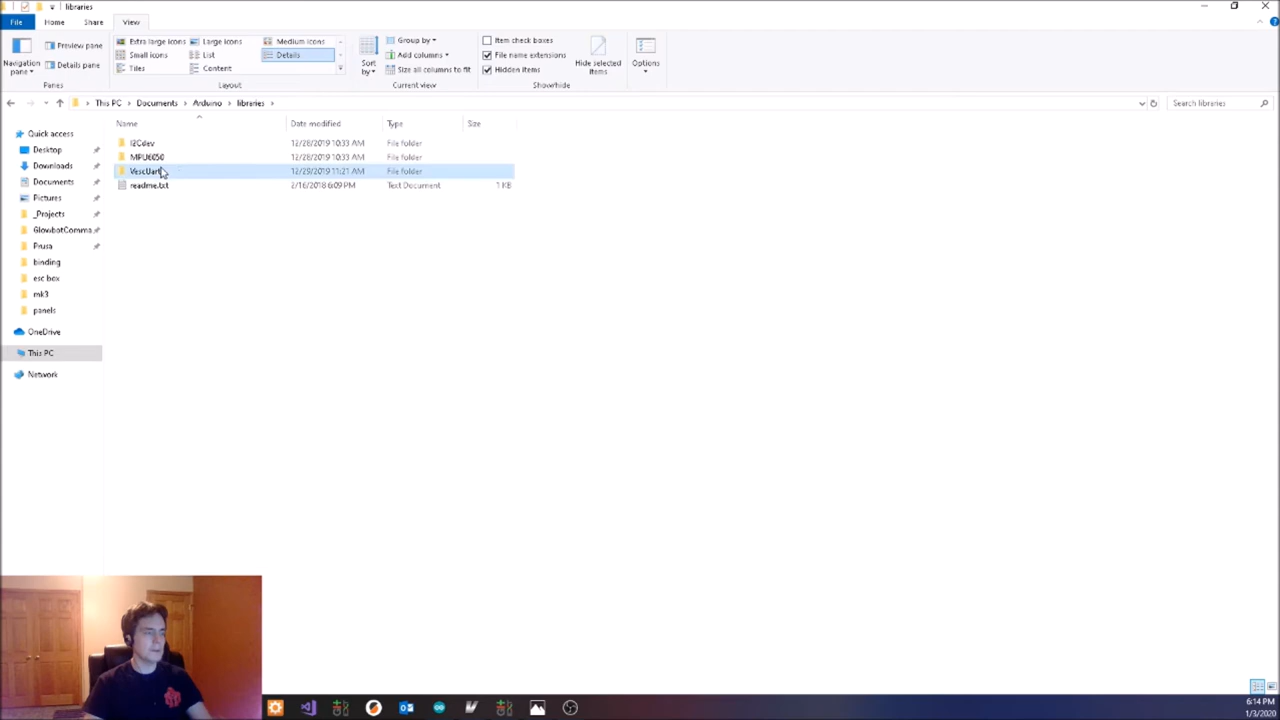 libraries
File Home Share View
Navigation pane
Preview pane
Details pane
Panes
Extra large icons Large icons Medium icons
Small icons List Details
Tiles Content
Layout
Sort by
Group by
Add columns
Size all columns to fit
Current view
Item check boxes
File name extensions
Hidden items
Hide selected items
Show/hide
Options
This PC > Documents > Arduino > libraries >
Search libraries
Quick access
Desktop
Downloads
Documents
Pictures
_Projects
GlowbotComma
Prusa
binding
esc box
mk3
panels
OneDrive
This PC
Network
Name Date modified Type Size
I2Cdev 12/28/2019 10:33 AM File folder
MPU6050 12/28/2019 10:33 AM File folder
VescUart 12/29/2019 11:21 AM File folder
readme.txt 2/16/2018 6:09 PM Text Document 1 KB
6:14 PM
1/3/2020